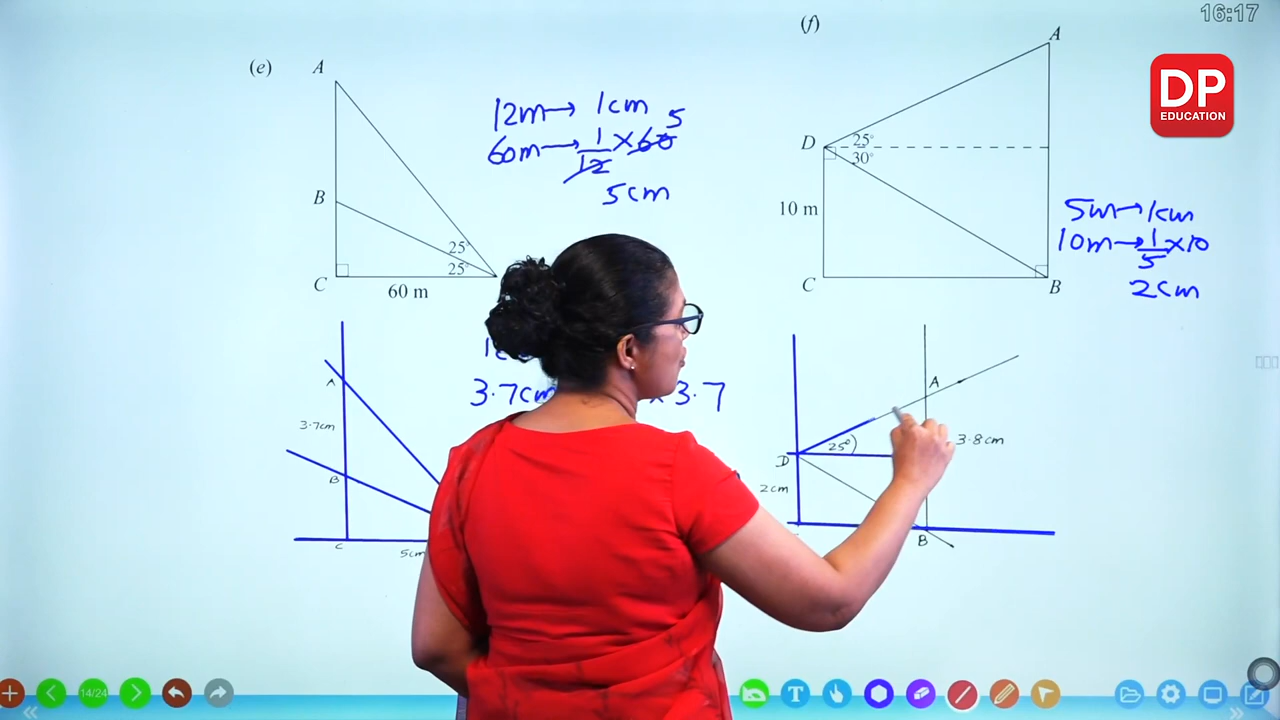 16:17
(f)
DP
EDUCATION
(e)
A
B
C
25°
25°
60 m
12m→ 1cm
60m→ 1/12 × 60 5
5cm
A
D
25°
30°
10 m
C
B
5m→1cm
10m→1/5×10
2cm
A
3.7cm
B
C
5cm
3.7cm
× 3.7
A
25°
3.8cm
D
2cm
B
14/24
T